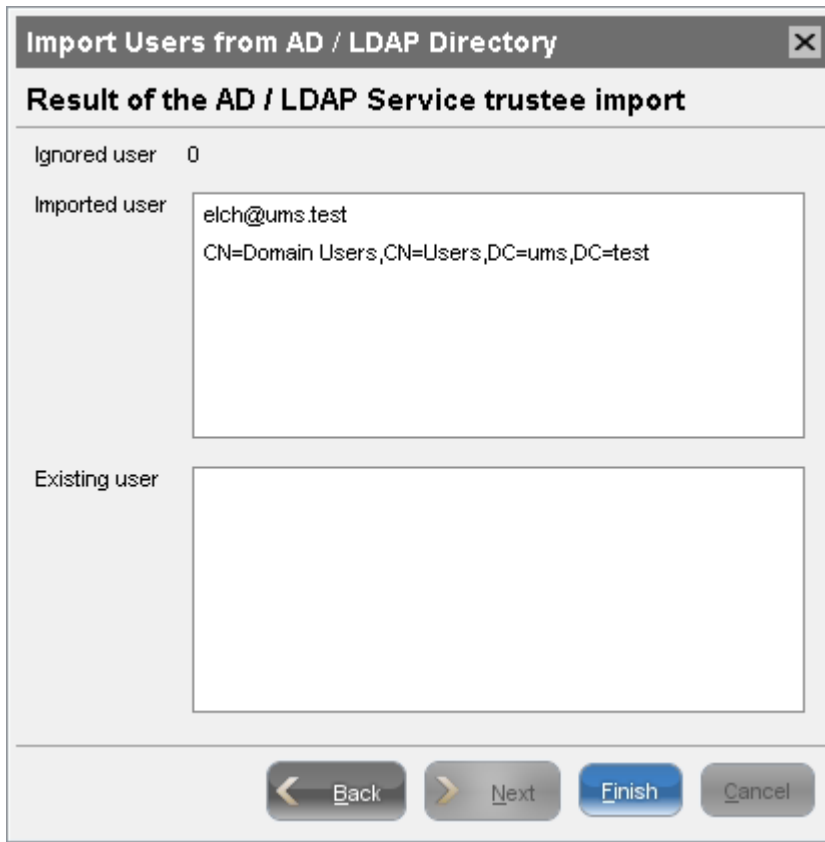 Import Users from AD / LDAP Directory
Result of the AD / LDAP Service trustee import
Ignored user 0
Imported user
elch@ums.test
CN=Domain Users,CN=Users,DC=ums,DC=test
Existing user
Back Next Finish Cancel